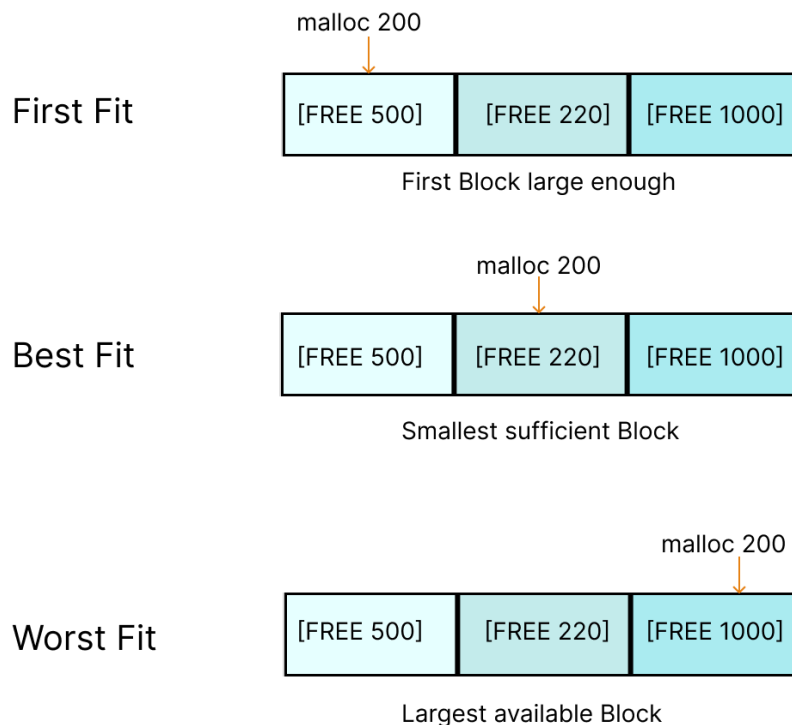 malloc 200
First Fit
[FREE 500] [FREE 220] [FREE 1000]
First Block large enough
malloc 200
Best Fit
[FREE 500] [FREE 220] [FREE 1000]
Smallest sufficient Block
malloc 200
Worst Fit
[FREE 500] [FREE 220] [FREE 1000]
Largest available Block